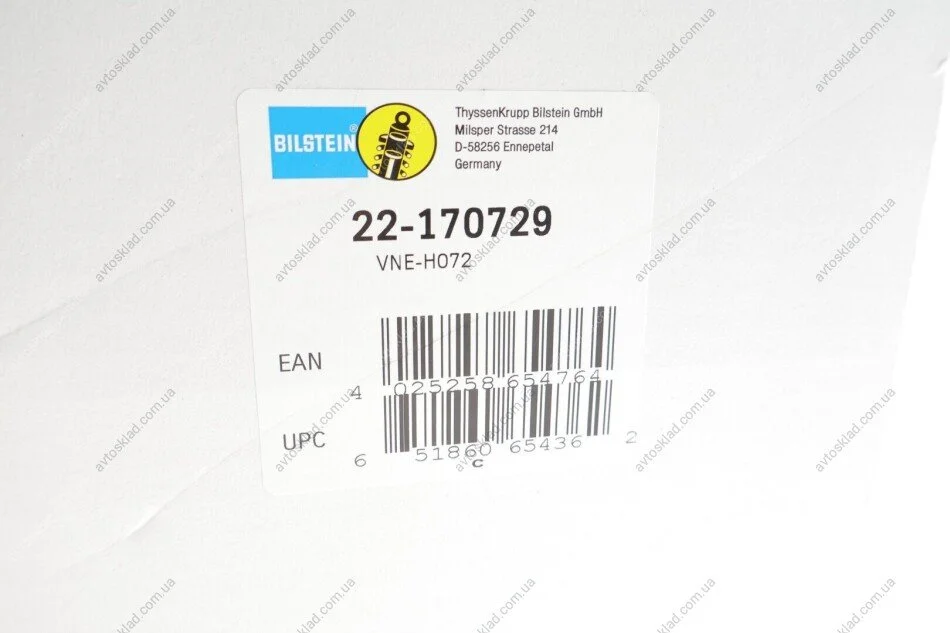 BILSTEIN®
ThyssenKrupp Bilstein GmbH
Milsper Strasse 214
D-58256 Ennepetal
Germany
22-170729
VNE-H072
EAN
4 025258 654764
UPC
6 51860 65436 2
C
avtosklad.com.ua